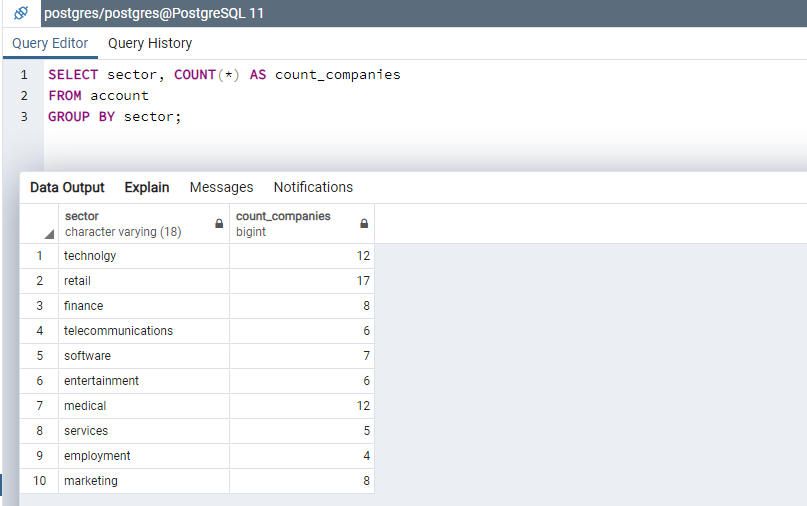 postgres/postgres@PostgreSQL 11
Query Editor Query History
1 SELECT sector, COUNT(*) AS count_companies
2 FROM account
3 GROUP BY sector;
Data Output Explain Messages Notifications
sector count_companies
character varying (18) bigint
1 technolgy 12
2 retail 17
3 finance 8
4 telecommunications 6
5 software 7
6 entertainment 6
7 medical 12
8 services 5
9 employment 4
10 marketing 8